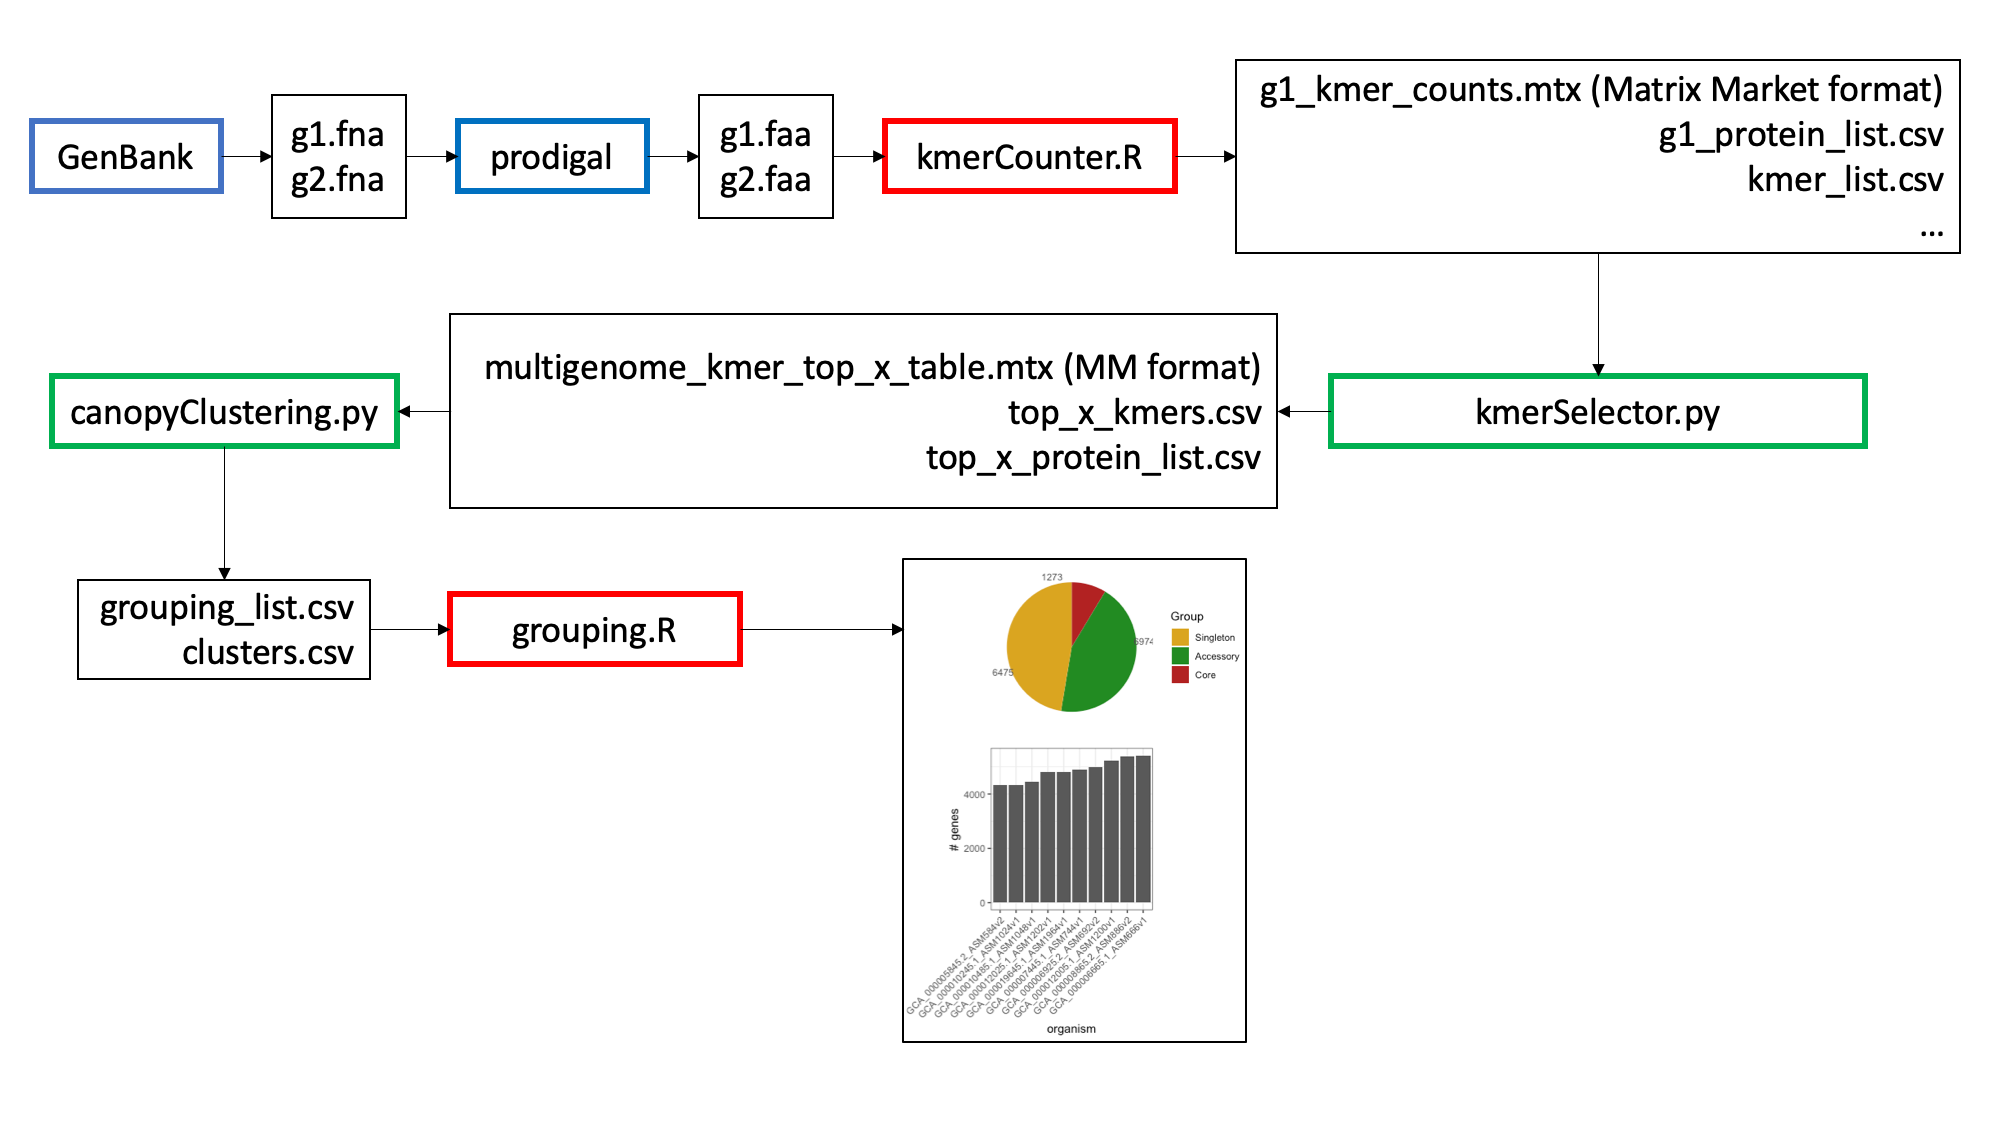 GenBank
g1.fna
g2.fna
prodigal
g1.faa
g2.faa
kmerCounter.R
g1_kmer_counts.mtx (Matrix Market format)
g1_protein_list.csv
kmer_list.csv
...
kmerSelector.py
multigenome_kmer_top_x_table.mtx (MM format)
top_x_kmers.csv
top_x_protein_list.csv
canopyClustering.py
grouping_list.csv
clusters.csv
grouping.R
1273
6475
Group
Singleton
Accessory
Core
# genes
4000
2000
0
GCA_000005845.2_ASM584v2
GCA_000010245.1_ASM1024v1
GCA_000010485.1_ASM1048v1
GCA_000012025.1_ASM1202v1
GCA_000019645.1_ASM1964v1
GCA_000007445.1_ASM744v1
GCA_000006925.2_ASM692v2
GCA_000012005.1_ASM1200v1
GCA_000008865.2_ASM886v2
GCA_000006665.1_ASM666v1
organism